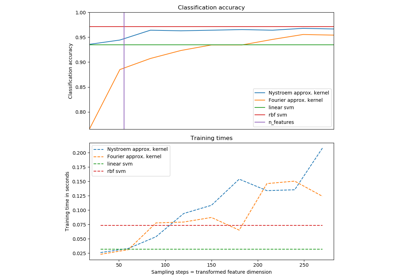 Classification accuracy
1.00
0.95
0.90
0.85
0.80
Classification accuracy
Nystroem approx. kernel
Fourier approx. kernel
linear svm
rbf svm
n_features
Training times
0.200
0.175
0.150
0.125
0.100
0.075
0.050
0.025
Training time in seconds
Nystroem approx. kernel
Fourier approx. kernel
linear svm
rbf svm
50
100
150
200
250
Sampling steps = transformed feature dimension